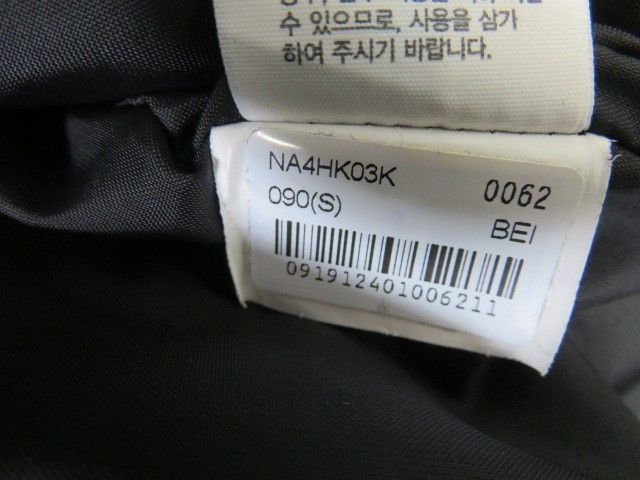 수 있으므로, 사용을 삼가
하여 주시기 바랍니다.
NA4HK03K 0062
090(S) BEI
091912401006211